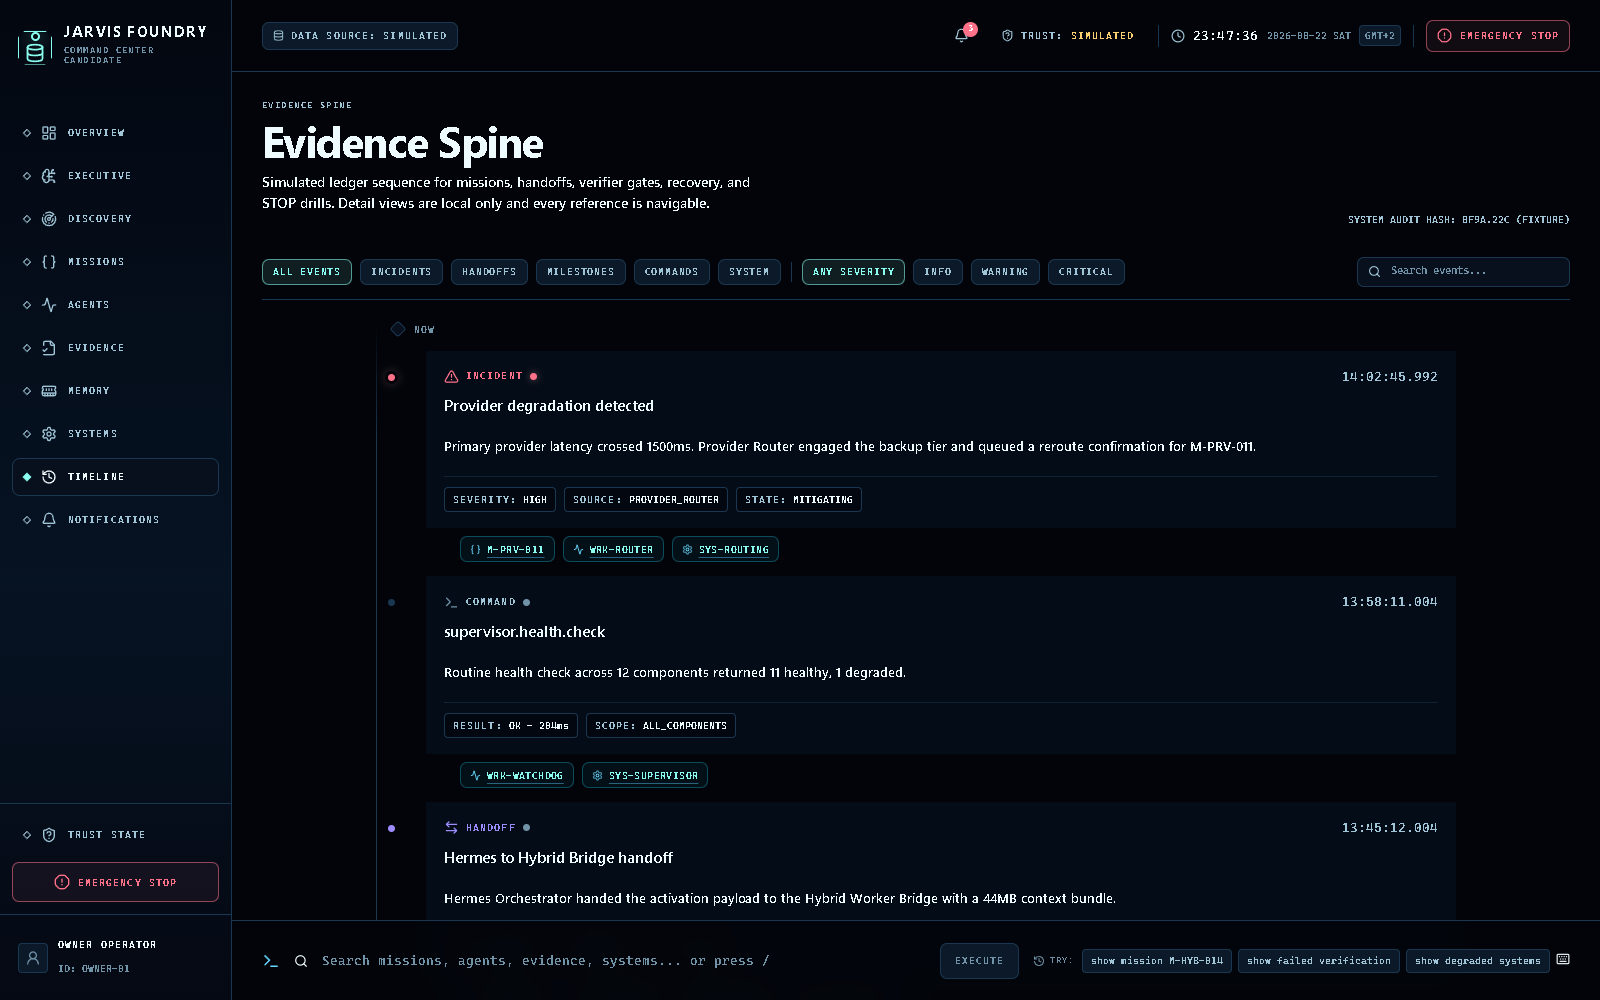 JARVIS FOUNDRY
COMMAND CENTER
CANDIDATE
OVERVIEW
EXECUTIVE
DISCOVERY
MISSIONS
AGENTS
EVIDENCE
MEMORY
SYSTEMS
TIMELINE
NOTIFICATIONS
TRUST STATE
EMERGENCY STOP
OWNER OPERATOR
ID: OWNER-01
DATA SOURCE: SIMULATED
3
TRUST: SIMULATED
23:47:36 2026-08-22 SAT GMT+2
EMERGENCY STOP
EVIDENCE SPINE
Evidence Spine
Simulated ledger sequence for missions, handoffs, verifier gates, recovery, and
STOP drills. Detail views are local only and every reference is navigable.
SYSTEM AUDIT HASH: 8F9A.22C (FIXTURE)
ALL EVENTS INCIDENTS HANDOFFS MILESTONES COMMANDS SYSTEM ANY SEVERITY INFO WARNING CRITICAL Search events...
NOW
INCIDENT 14:02:45.992
Provider degradation detected
Primary provider latency crossed 1500ms. Provider Router engaged the backup tier and queued a reroute confirmation for M-PRV-011.
SEVERITY: HIGH SOURCE: PROVIDER_ROUTER STATE: MITIGATING
M-PRV-011 WRK-ROUTER SYS-ROUTING
COMMAND 13:58:11.004
supervisor.health.check
Routine health check across 12 components returned 11 healthy, 1 degraded.
RESULT: OK - 204ms SCOPE: ALL_COMPONENTS
WRK-WATCHDOG SYS-SUPERVISOR
HANDOFF 13:45:12.004
Hermes to Hybrid Bridge handoff
Hermes Orchestrator handed the activation payload to the Hybrid Worker Bridge with a 44MB context bundle.
Search missions, agents, evidence, systems... or press /
EXECUTE
TRY: show mission M-HYB-014 show failed verification show degraded systems